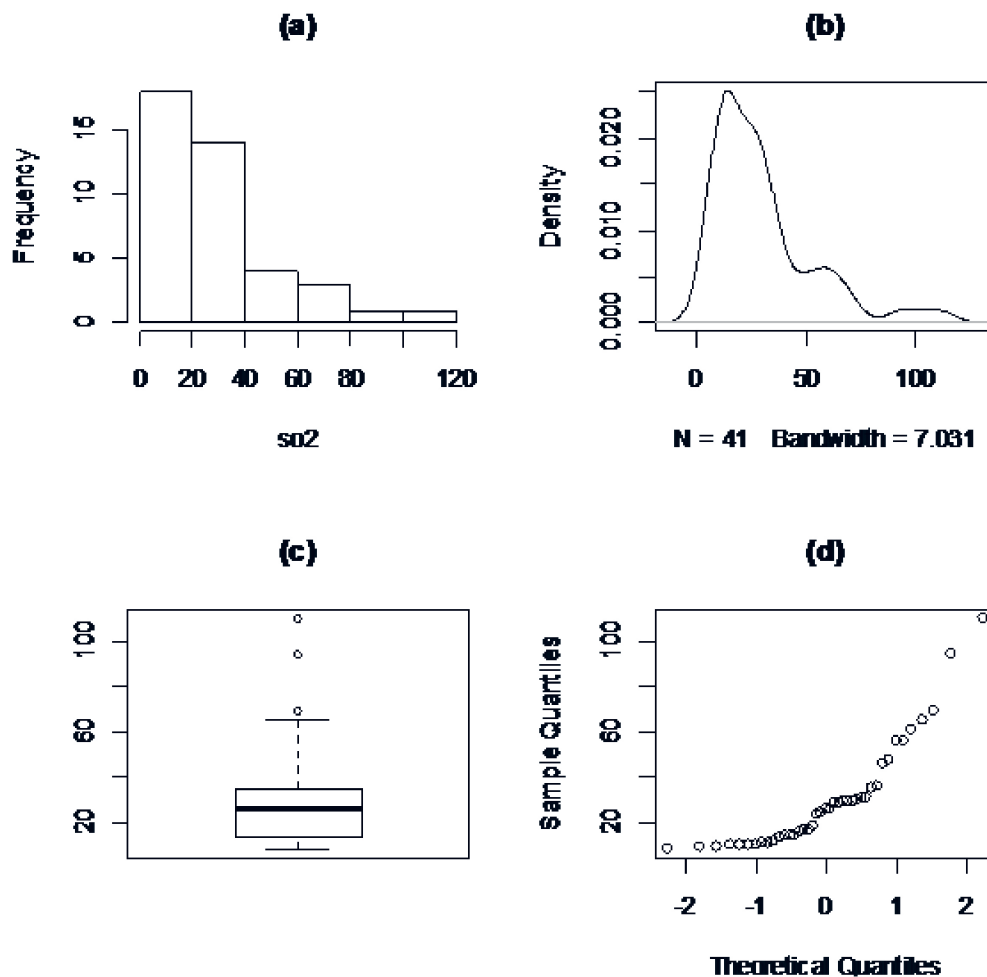 (a)
Frequency
0 5 10 15
0 20 40 60 80 120
so2
(b)
Density
0.000 0.010 0.020
0 50 100
N = 41 Bandwidth = 7.031
(c)
20 60 100
(d)
Sample Quantiles
20 60 100
-2 -1 0 1 2
Theoretical Quantiles